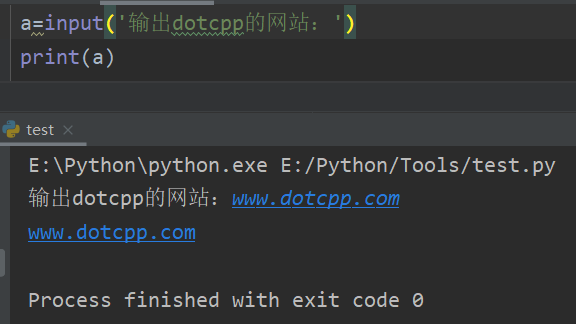 a=input('输出dotcpp的网站：')
print(a)
test ×
E:\Python\python.exe E:/Python/Tools/test.py
输出dotcpp的网站：www.dotcpp.com
www.dotcpp.com
Process finished with exit code 0